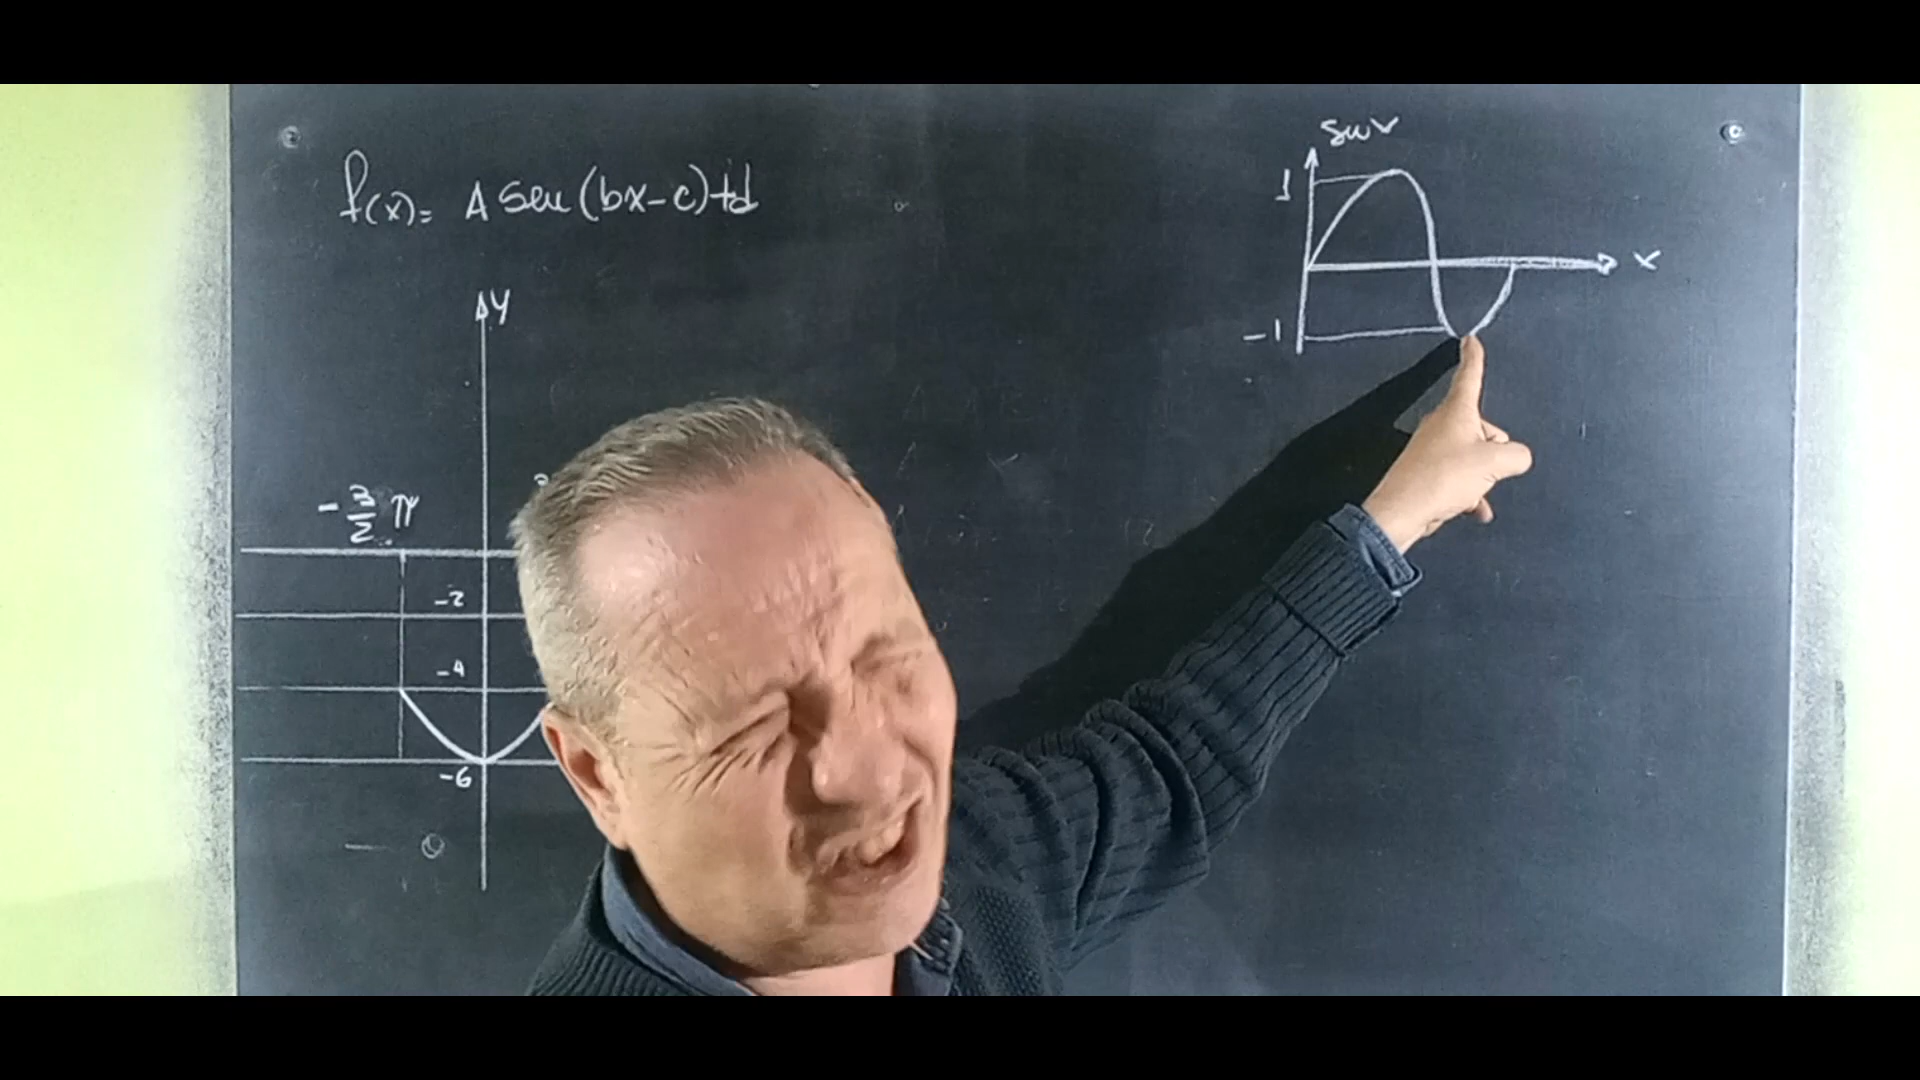 f(x)= A sen(bx-c)+d
sen x
1
x
-1
y
-3/2 π
-2
-4
-6